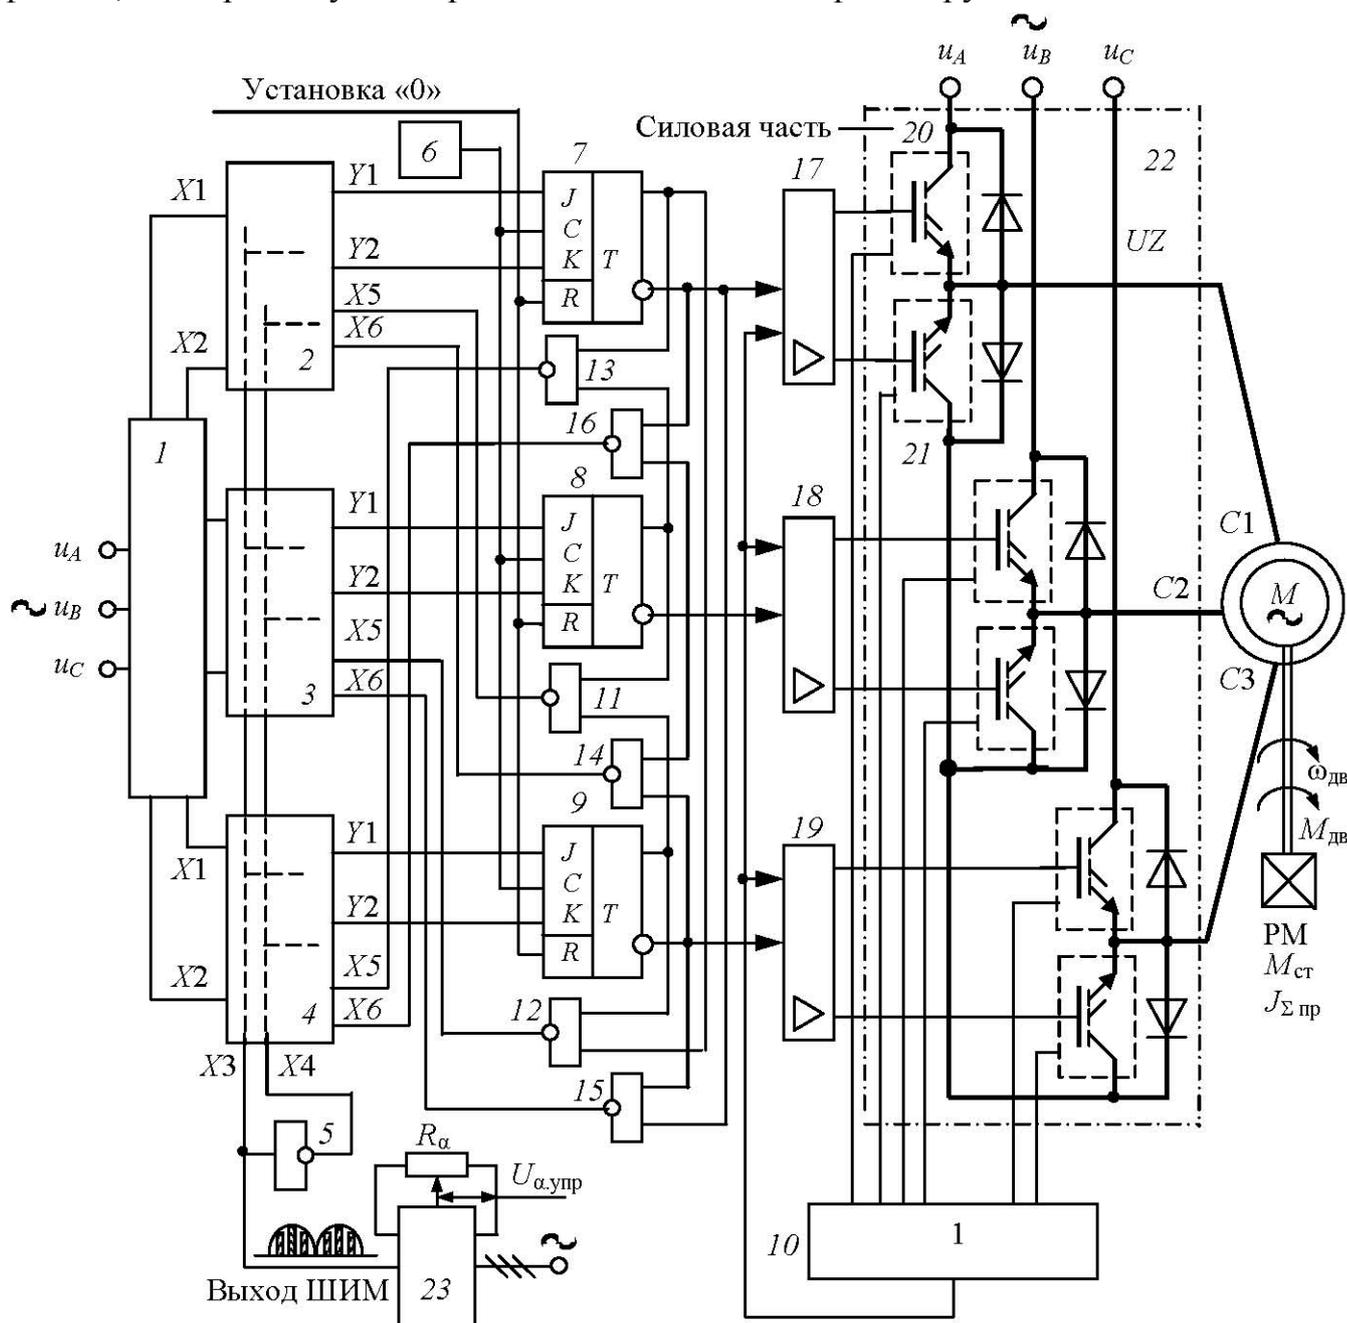 ~
u_A u_B u_C
Установка «0»
Силовая часть
20
6
7
17
22
X1
Y1
J
C
K
T
R
Y2
UZ
X5
X6
X2
2
13
16
21
1
8
18
Y1
J
C
K
T
R
Y2
C1
u_A
~ u_B
u_C
X5
X6
3
11
C2
M
~
C3
14
9
19
ω_дв
M_дв
X1
Y1
J
C
K
T
R
Y2
X2
X5
X6
4
12
РМ
M_ст
J_Σ пр
X3
X4
15
5
R_α
U_α.упр
~
10
1
Выход ШИМ
23